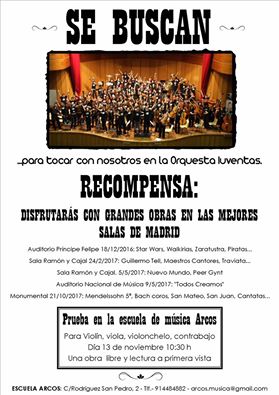 SE BUSCAN
...para tocar con nosotros en la Orquesta Iuventas.
RECOMPENSA:
DISFRUTARÁS CON GRANDES OBRAS EN LAS MEJORES
SALAS DE MADRID
Auditorio Príncipe Felipe 18/12/2016: Star Wars, Walkirias, Zaratustra, Piratas...
Sala Ramón y Cajal 24/2/2017: Guillermo Tell, Maestros Cantores, Traviata...
Sala Ramón y Cajal. 5/5/2017: Nuevo Mundo, Peer Gynt
Auditorio Nacional de Música 9/5/2017: "Todos Creamos"
Monumental 21/10/2017: Mendelssohn 5ª, Bach coros, San Mateo, San Juan, Cantatas...
Prueba en la escuela de música Arcos
Para Violín, viola, violonchelo, contrabajo
Día 13 de noviembre 10:30 h
Una obra libre y lectura a primera vista
ESCUELA ARCOS: C/Rodríguez San Pedro, 2 - Tlf.- 914484882 - arcos.musica@gmail.com